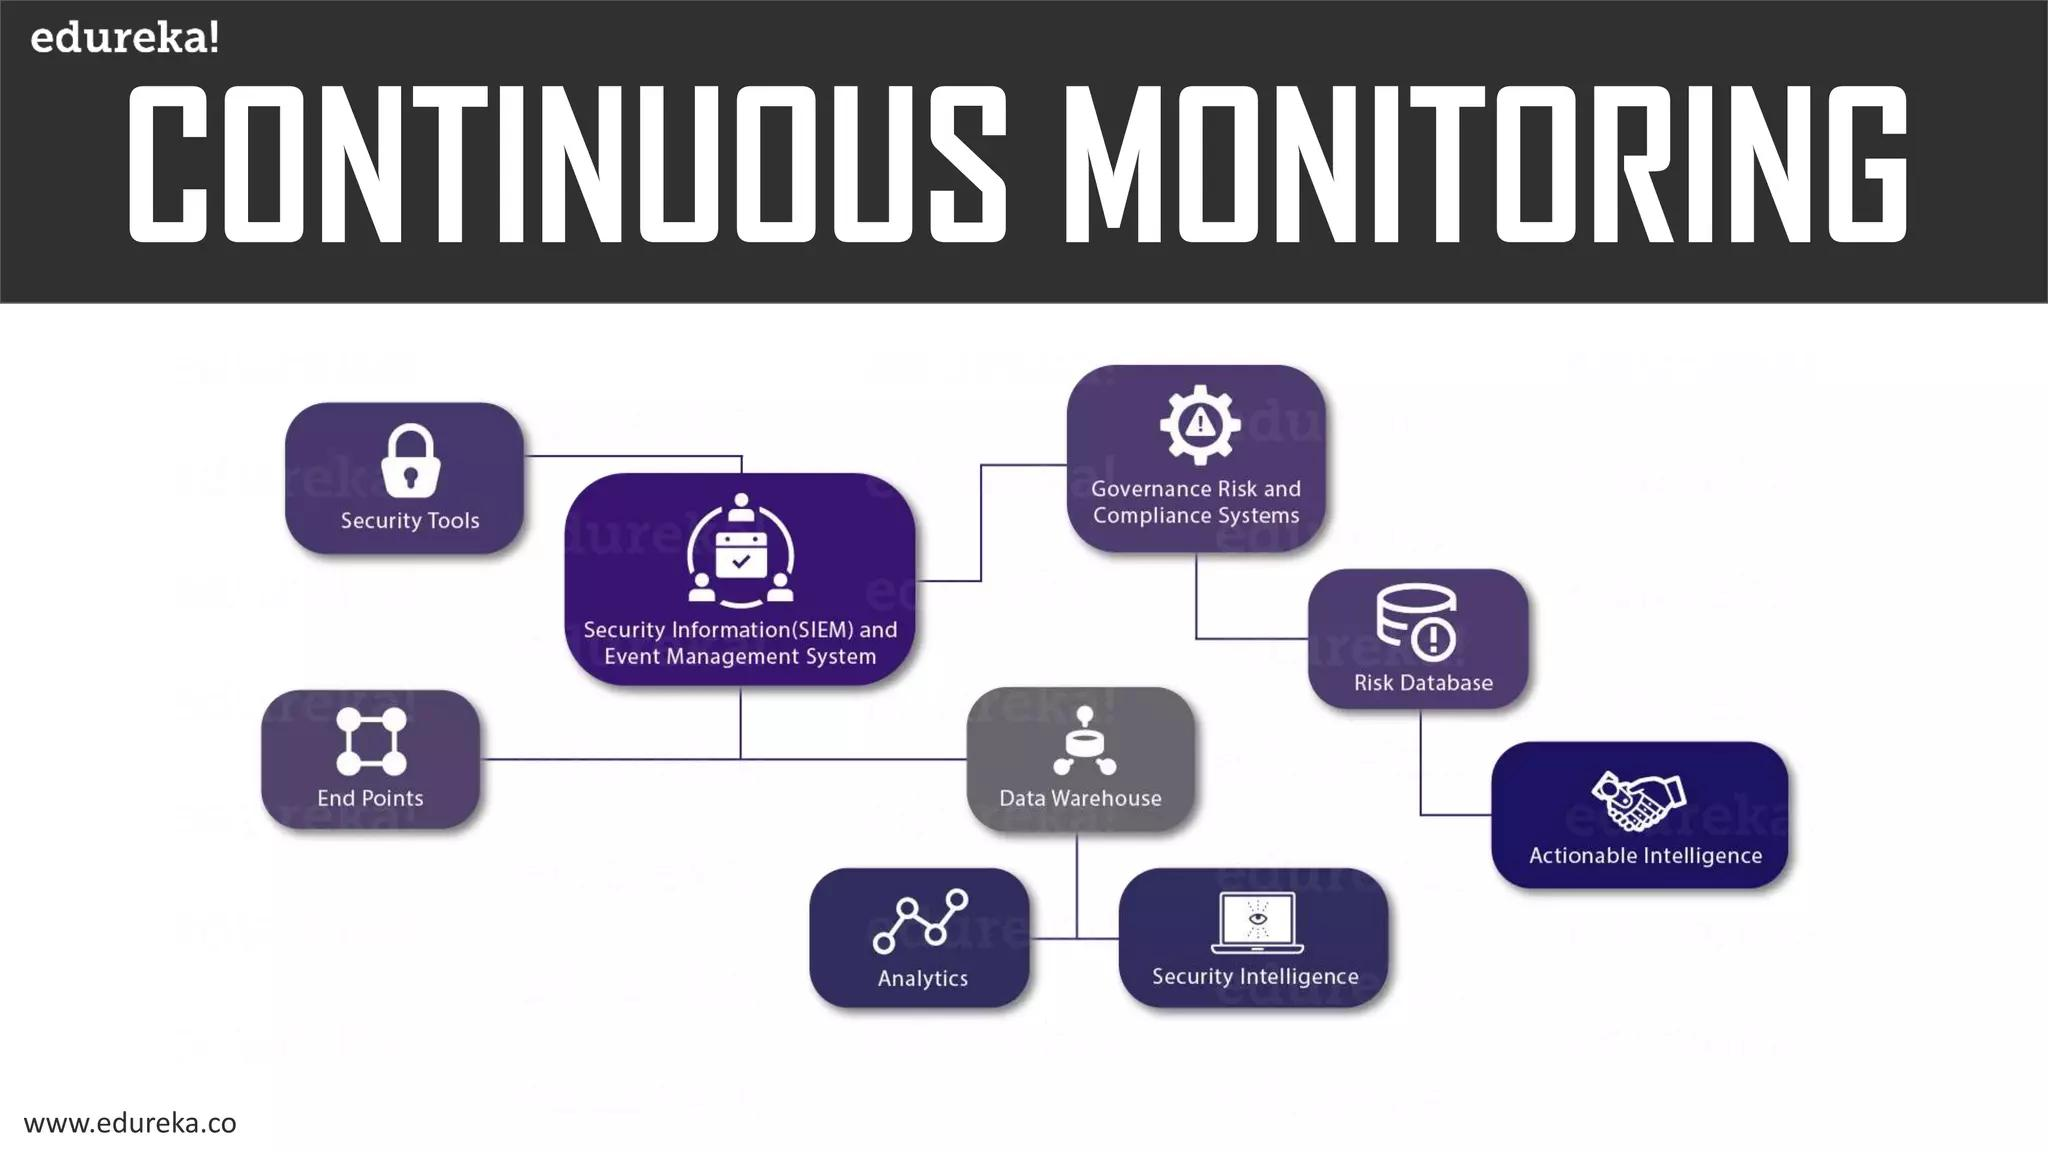 edureka!
CONTINUOUS MONITORING
Security Tools
Governance Risk and
Compliance Systems
Security Information(SIEM) and
Event Management System
Risk Database
End Points
Data Warehouse
Actionable Intelligence
Analytics
Security Intelligence
www.edureka.co